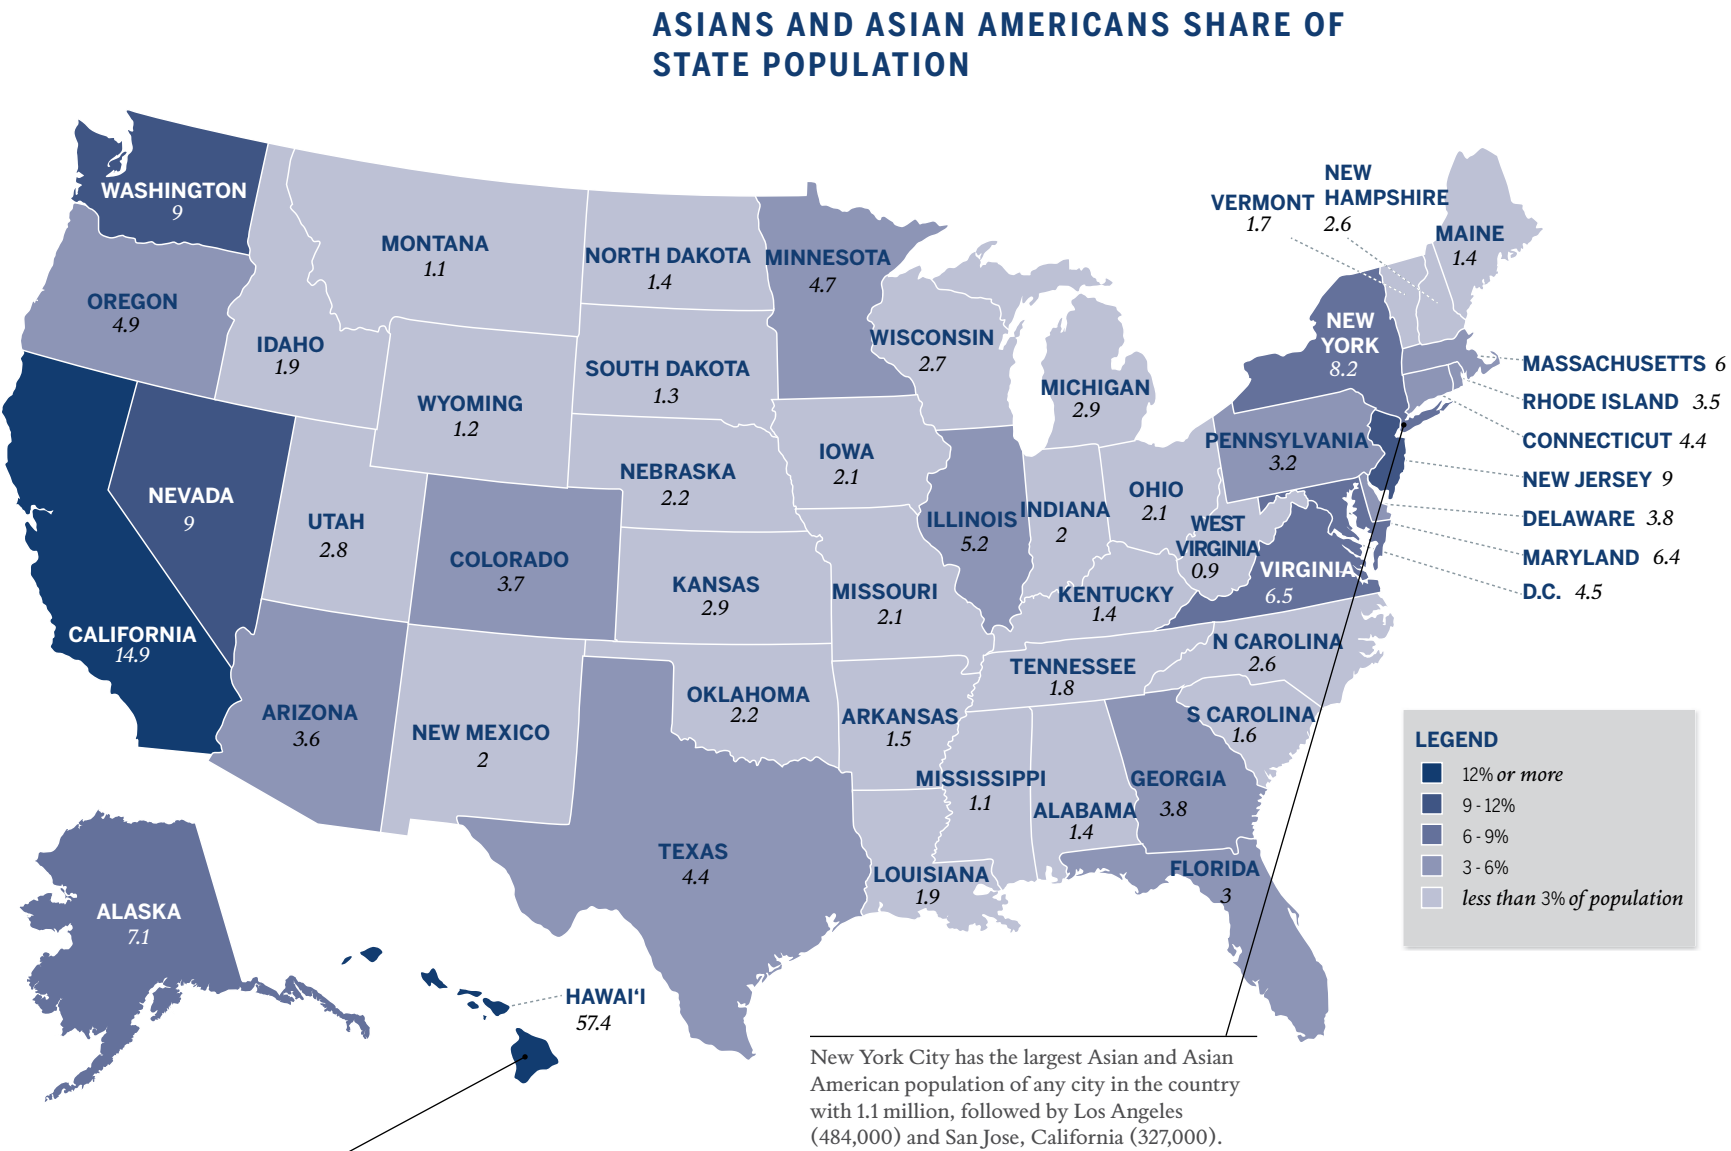 ASIANS AND ASIAN AMERICANS SHARE OF
STATE POPULATION
WASHINGTON
9
OREGON
4.9
CALIFORNIA
14.9
NEVADA
9
IDAHO
1.9
MONTANA
1.1
WYOMING
1.2
UTAH
2.8
COLORADO
3.7
ARIZONA
3.6
NEW MEXICO
2
NORTH DAKOTA
1.4
SOUTH DAKOTA
1.3
NEBRASKA
2.2
KANSAS
2.9
OKLAHOMA
2.2
TEXAS
4.4
MINNESOTA
4.7
IOWA
2.1
MISSOURI
2.1
ARKANSAS
1.5
LOUISIANA
1.9
WISCONSIN
2.7
ILLINOIS
5.2
MICHIGAN
2.9
INDIANA
2
OHIO
2.1
KENTUCKY
1.4
TENNESSEE
1.8
MISSISSIPPI
1.1
ALABAMA
1.4
GEORGIA
3.8
FLORIDA
3
S CAROLINA
1.6
N CAROLINA
2.6
VIRGINIA
6.5
WEST
VIRGINIA
0.9
PENNSYLVANIA
3.2
NEW
YORK
8.2
VERMONT
1.7
NEW
HAMPSHIRE
2.6
MAINE
1.4
MASSACHUSETTS 6
RHODE ISLAND 3.5
CONNECTICUT 4.4
NEW JERSEY 9
DELAWARE 3.8
MARYLAND 6.4
D.C. 4.5
ALASKA
7.1
HAWAI‘I
57.4
LEGEND
12% or more
9 - 12%
6 - 9%
3 - 6%
less than 3% of population
New York City has the largest Asian and Asian
American population of any city in the country
with 1.1 million, followed by Los Angeles
(484,000) and San Jose, California (327,000).